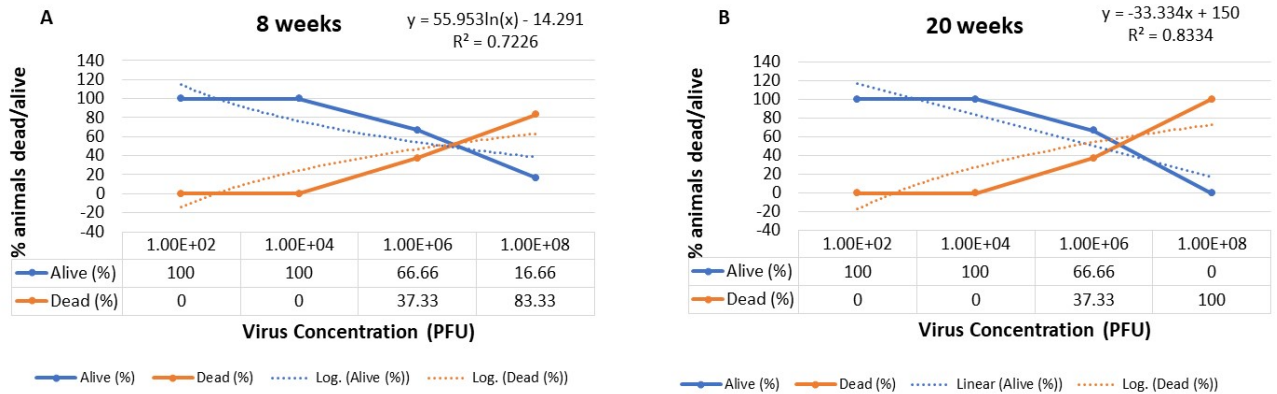 A
8 weeks
y = 55.953ln(x) - 14.291
R² = 0.7226
% animals dead/alive
140
120
100
80
60
40
20
0
-20
-40
1.00E+02 1.00E+04 1.00E+06 1.00E+08
Alive (%) 100 100 66.66 16.66
Dead (%) 0 0 37.33 83.33
Virus Concentration (PFU)
Alive (%) Dead (%) Log. (Alive (%)) Log. (Dead (%))
B
20 weeks
y = -33.334x + 150
R² = 0.8334
% animals dead/alive
140
120
100
80
60
40
20
0
-20
-40
1.00E+02 1.00E+04 1.00E+06 1.00E+08
Alive (%) 100 100 66.66 0
Dead (%) 0 0 37.33 100
Virus Concentration (PFU)
Alive (%) Dead (%) Linear (Alive (%)) Log. (Dead (%))